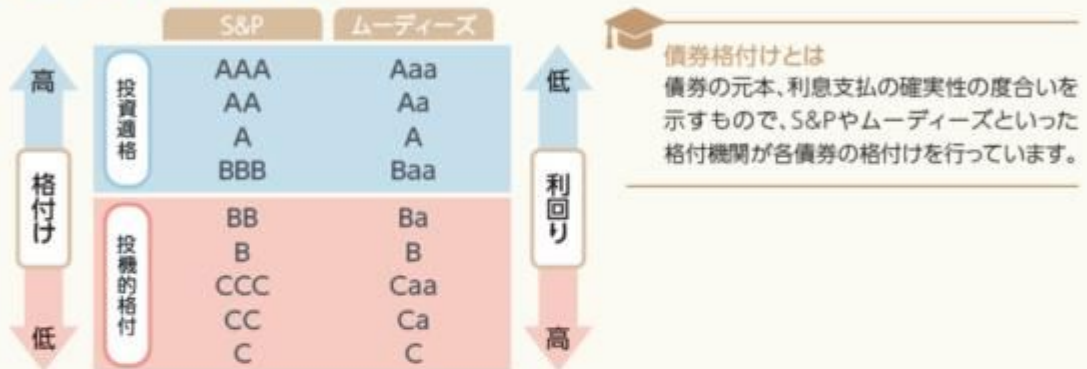 S&P ムーディーズ
高
格付け
低
投資適格
AAA Aaa
AA Aa
A A
BBB Baa
投機的格付
BB Ba
B B
CCC Caa
CC Ca
C C
低
利回り
高
債券格付けとは
債券の元本、利息支払の確実性の度合いを
示すもので、S&Pやムーディーズといった
格付機関が各債券の格付けを行っています。